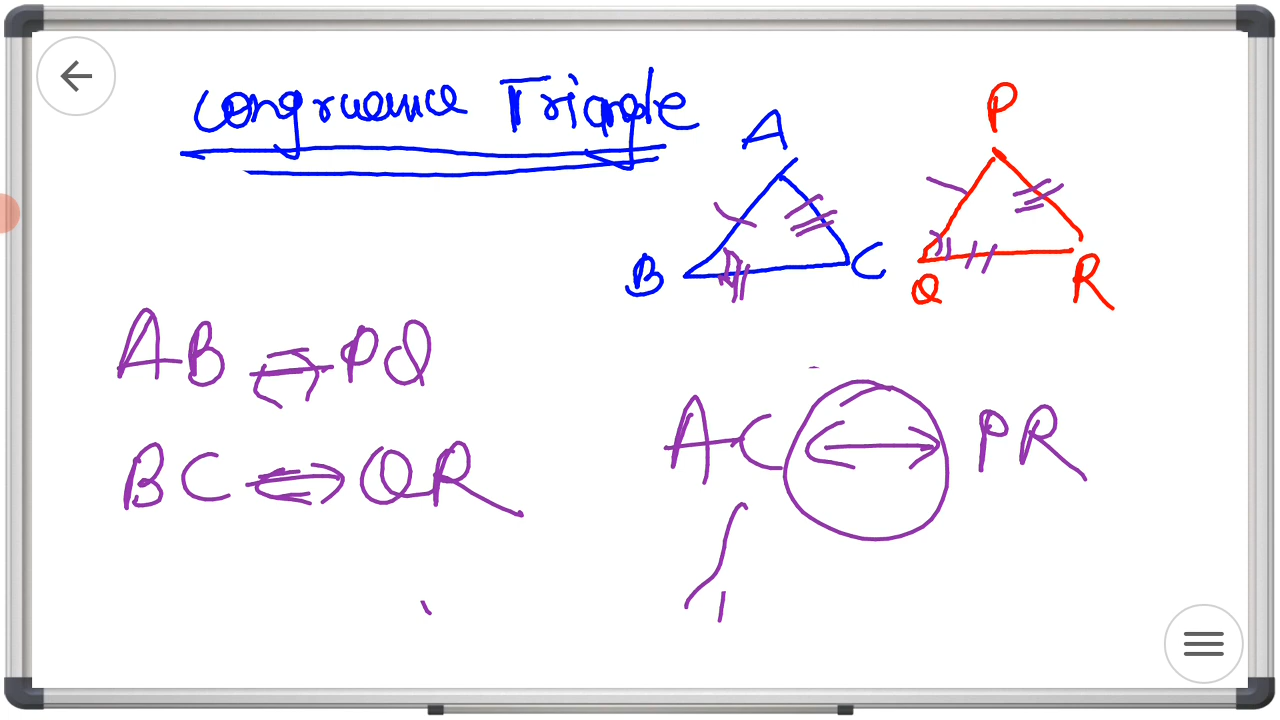 Congruence Triangle
A
P
B
C
Q
R
AB ↔ PQ
BC ↔ QR
AC ↔ PR